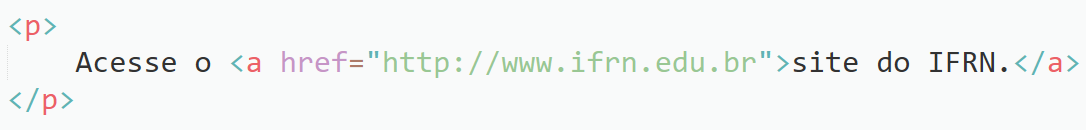 <p>
    Acesse o <a href="http://www.ifrn.edu.br">site do IFRN.</a>
</p>